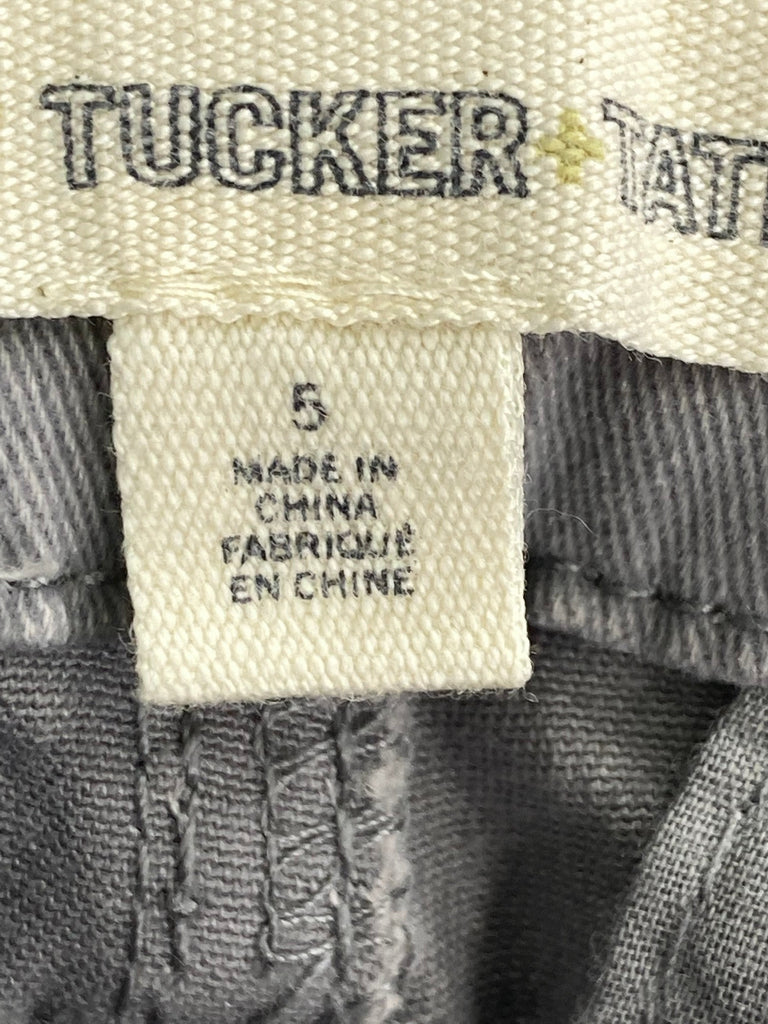 TUCKER+TAT
5
MADE IN
CHINA
FABRIQUÉ
EN CHINE